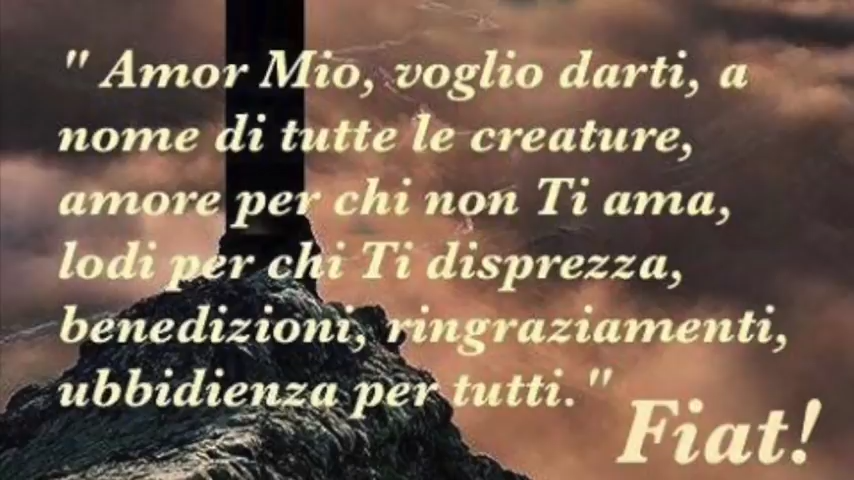 " Amor Mio, voglio darti, a
nome di tutte le creature,
amore per chi non Ti ama,
lodi per chi Ti disprezza,
benedizioni, ringraziamenti,
ubbidienza per tutti."
Fiat!